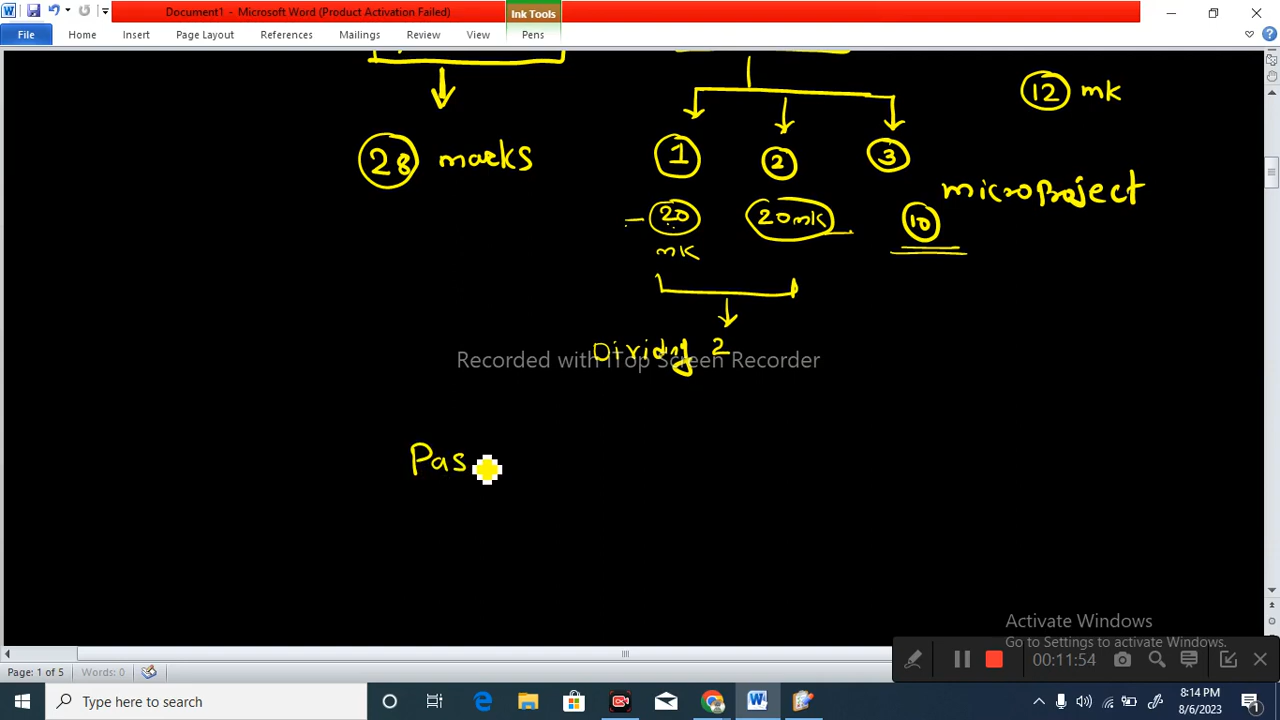 Document1 - Microsoft Word (Product Activation Failed)
Ink Tools
File Home Insert Page Layout References Mailings Review View Pens
12 mk
28 marks
1 2 3
microProject
20 mk
20mk
10
Dividing 2
Recorded with iTop Screen Recorder
Pas
Activate Windows
Go to Settings to activate Windows.
00:11:54
Page: 1 of 5 Words: 0
Type here to search
8:14 PM
8/6/2023